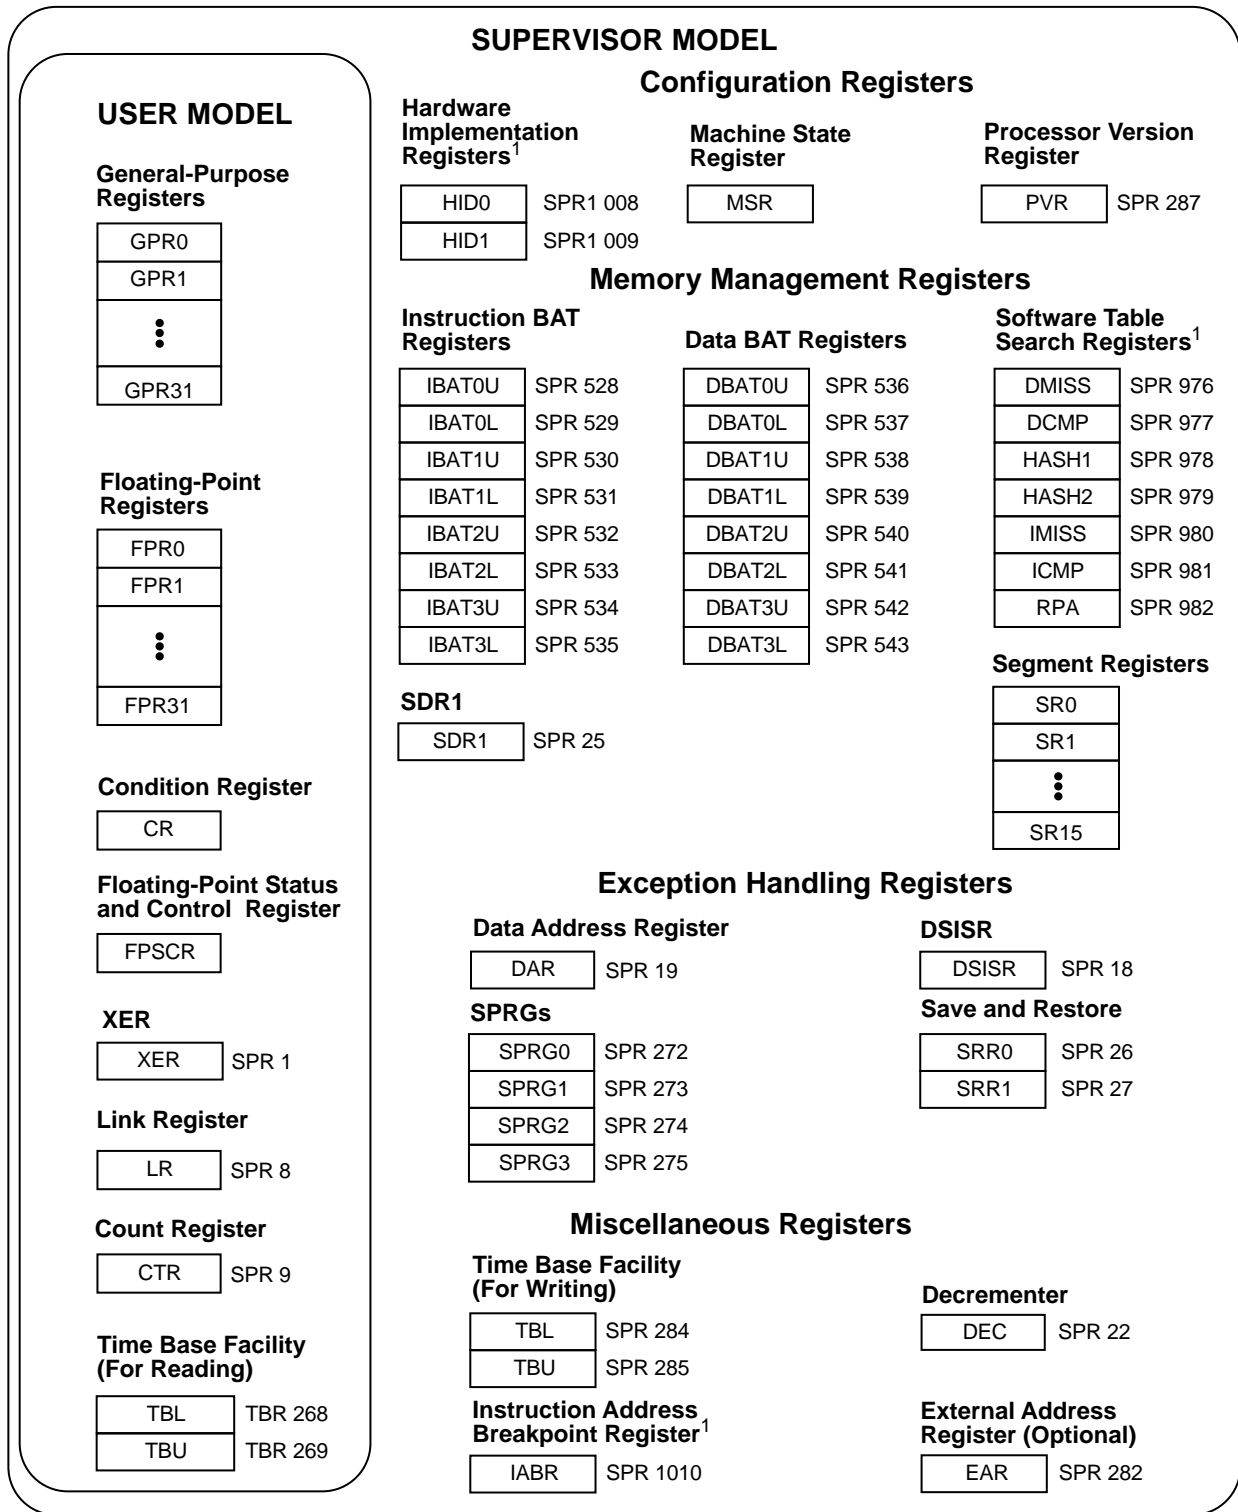 SUPERVISOR MODEL
USER MODEL
General-Purpose
Registers
GPR0
GPR1
GPR31
Floating-Point
Registers
FPR0
FPR1
FPR31
Condition Register
CR
Floating-Point Status
and Control Register
FPSCR
XER
XER SPR 1
Link Register
LR SPR 8
Count Register
CTR SPR 9
Time Base Facility
(For Reading)
TBL TBR 268
TBU TBR 269
Configuration Registers
Hardware
Implementation
Registers1
HID0 SPR1 008
HID1 SPR1 009
Machine State
Register
MSR
Processor Version
Register
PVR SPR 287
Memory Management Registers
Instruction BAT
Registers
IBAT0U SPR 528
IBAT0L SPR 529
IBAT1U SPR 530
IBAT1L SPR 531
IBAT2U SPR 532
IBAT2L SPR 533
IBAT3U SPR 534
IBAT3L SPR 535
Data BAT Registers
DBAT0U SPR 536
DBAT0L SPR 537
DBAT1U SPR 538
DBAT1L SPR 539
DBAT2U SPR 540
DBAT2L SPR 541
DBAT3U SPR 542
DBAT3L SPR 543
Software Table
Search Registers1
DMISS SPR 976
DCMP SPR 977
HASH1 SPR 978
HASH2 SPR 979
IMISS SPR 980
ICMP SPR 981
RPA SPR 982
SDR1
SDR1 SPR 25
Segment Registers
SR0
SR1
SR15
Exception Handling Registers
Data Address Register
DAR SPR 19
DSISR
DSISR SPR 18
SPRGs
SPRG0 SPR 272
SPRG1 SPR 273
SPRG2 SPR 274
SPRG3 SPR 275
Save and Restore
SRR0 SPR 26
SRR1 SPR 27
Miscellaneous Registers
Time Base Facility
(For Writing)
TBL SPR 284
TBU SPR 285
Decrementer
DEC SPR 22
Instruction Address
Breakpoint Register1
IABR SPR 1010
External Address
Register (Optional)
EAR SPR 282